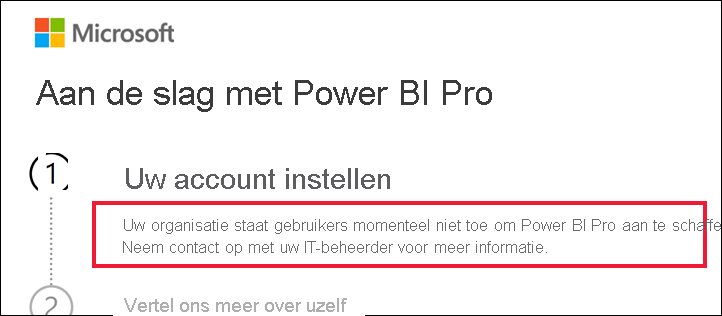 Microsoft
Aan de slag met Power BI Pro
1
Uw account instellen
Uw organisatie staat gebruikers momenteel niet toe om Power BI Pro aan te schaffe
Neem contact op met uw IT-beheerder voor meer informatie.
2
Vertel ons meer over uzelf